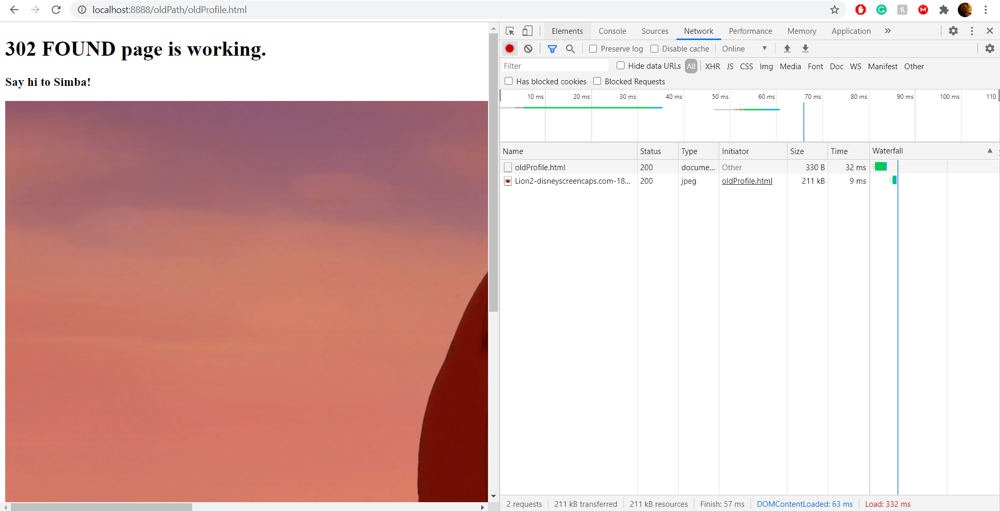 localhost:8888/oldPath/oldProfile.html
302 FOUND page is working.
Say hi to Simba!
Elements Console Sources Network Performance Memory Application
Preserve log Disable cache Online
Filter Hide data URLs All XHR JS CSS Img Media Font Doc WS Manifest Other
Has blocked cookies Blocked Requests
10 ms 20 ms 30 ms 40 ms 50 ms 60 ms 70 ms 80 ms 90 ms 100 ms 110
Name Status Type Initiator Size Time Waterfall
oldProfile.html 200 docume... Other 330 B 32 ms
Lion2-disneyscreencaps.com-18... 200 jpeg oldProfile.html 211 kB 9 ms
2 requests 211 kB transferred 211 kB resources Finish: 57 ms DOMContentLoaded: 63 ms Load: 332 ms